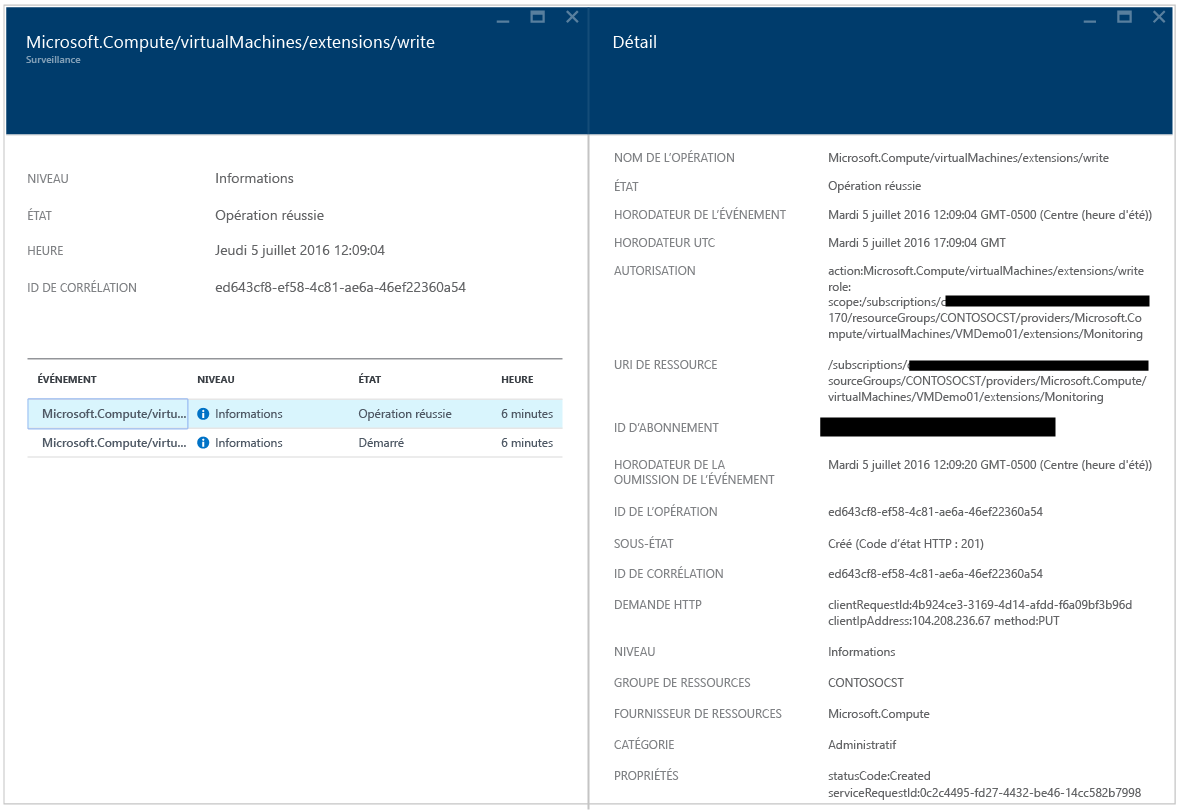 Microsoft.Compute/virtualMachines/extensions/write
Surveillance
NIVEAU Informations
ÉTAT Opération réussie
HEURE Jeudi 5 juillet 2016 12:09:04
ID DE CORRÉLATION ed643cf8-ef58-4c81-ae6a-46ef22360a54
ÉVÉNEMENT NIVEAU ÉTAT HEURE
Microsoft.Compute/virtu... Informations Opération réussie 6 minutes
Microsoft.Compute/virtu... Informations Démarré 6 minutes
Détail
NOM DE L'OPÉRATION Microsoft.Compute/virtualMachines/extensions/write
ÉTAT Opération réussie
HORODATEUR DE L'ÉVÉNEMENT Mardi 5 juillet 2016 12:09:04 GMT-0500 (Centre (heure d'été))
HORODATEUR UTC Mardi 5 juillet 2016 17:09:04 GMT
AUTORISATION action:Microsoft.Compute/virtualMachines/extensions/write
role:
scope:/subscriptions/
170/resourceGroups/CONTOSOCST/providers/Microsoft.Co
mpute/virtualMachines/VMDemo01/extensions/Monitoring
URI DE RESSOURCE /subscriptions/
sourceGroups/CONTOSOCST/providers/Microsoft.Compute/
virtualMachines/VMDemo01/extensions/Monitoring
ID D'ABONNEMENT
HORODATEUR DE LA
OUMISSION DE L'ÉVÉNEMENT Mardi 5 juillet 2016 12:09:20 GMT-0500 (Centre (heure d'été))
ID DE L'OPÉRATION ed643cf8-ef58-4c81-ae6a-46ef22360a54
SOUS-ÉTAT Créé (Code d'état HTTP : 201)
ID DE CORRÉLATION ed643cf8-ef58-4c81-ae6a-46ef22360a54
DEMANDE HTTP clientRequestId:4b924ce3-3169-4d14-afdd-f6a09bf3b96d
clientIpAddress:104.208.236.67 method:PUT
NIVEAU Informations
GROUPE DE RESSOURCES CONTOSOCST
FOURNISSEUR DE RESSOURCES Microsoft.Compute
CATÉGORIE Administratif
PROPRIÉTÉS statusCode:Created
serviceRequestId:0c2c4495-fd27-4432-be46-14cc582b7998